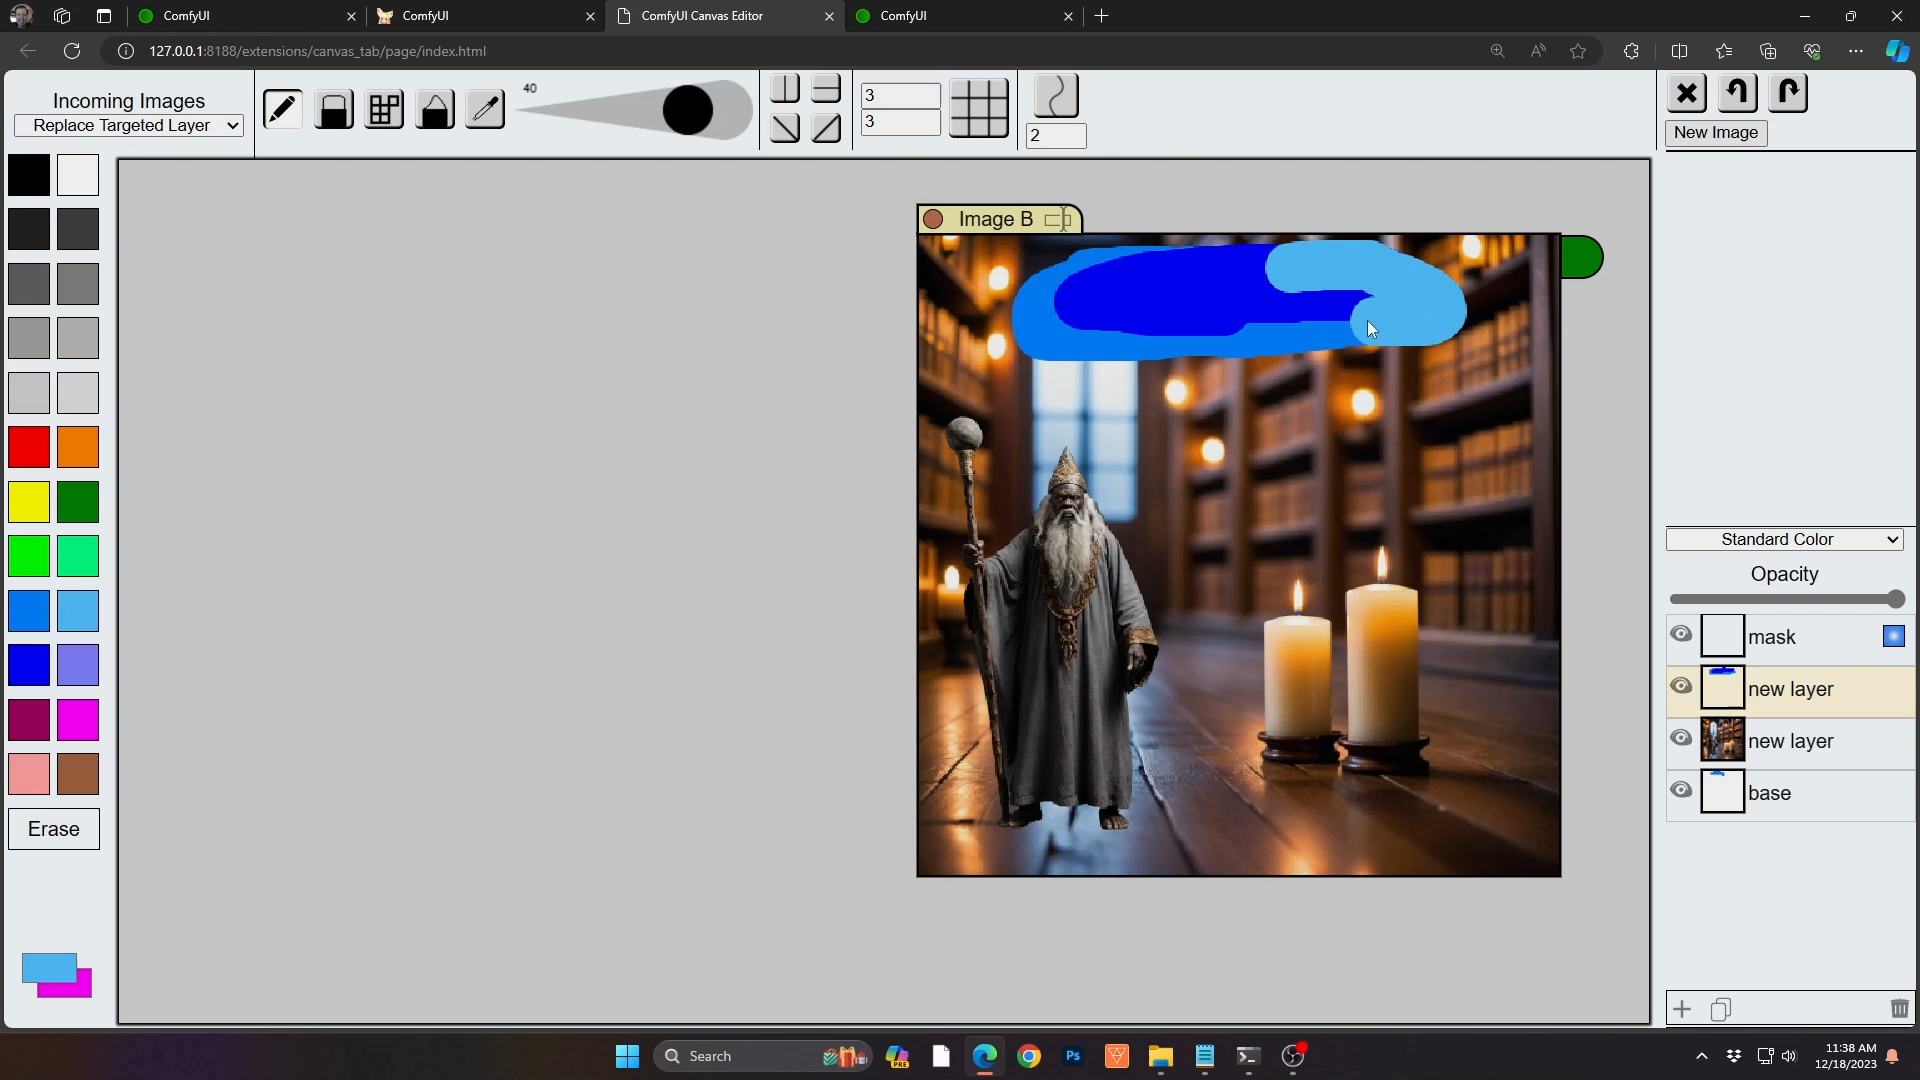 ComfyUI
ComfyUI
ComfyUI Canvas Editor
ComfyUI
127.0.0.1:8188/extensions/canvas_tab/page/index.html
Incoming Images
Replace Targeted Layer
40
3
3
2
New Image
Image B
Standard Color
Opacity
mask
new layer
new layer
base
Erase
Search
PRE
Ps
11:38 AM
12/18/2023